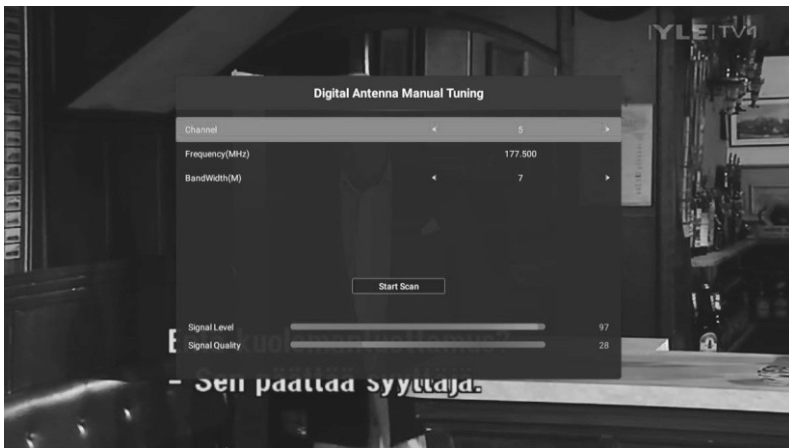 YLE TV1
Digital Antenna Manual Tuning
Channel < 5 >
Frequency(MHz) 177.500
BandWidth(M) < 7 >
Start Scan
Signal Level 97
Signal Quality 28
- Sen päättää syyttäjä.